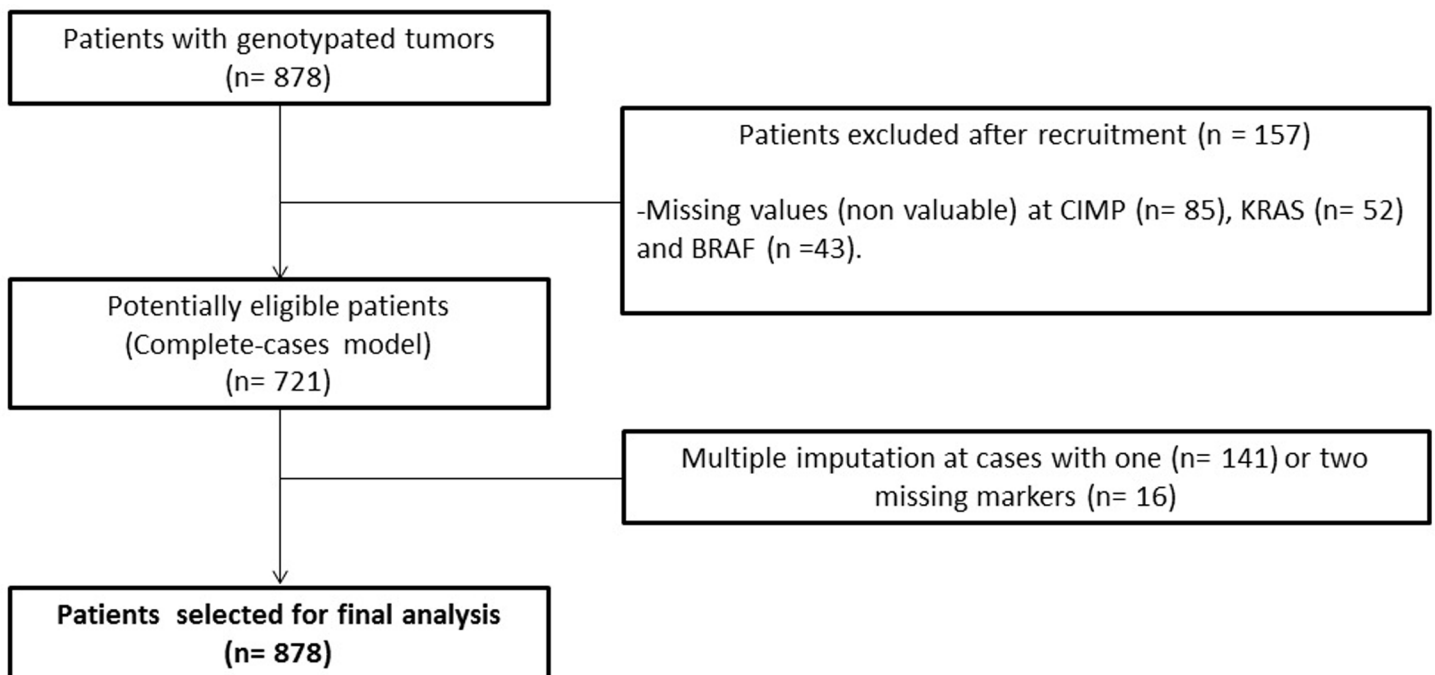 Patients with genotypated tumors
(n= 878)
Patients excluded after recruitment (n = 157)
-Missing values (non valuable) at CIMP (n= 85), KRAS (n= 52)
and BRAF (n =43).
Potentially eligible patients
(Complete-cases model)
(n= 721)
Multiple imputation at cases with one (n= 141) or two
missing markers (n= 16)
Patients selected for final analysis
(n= 878)